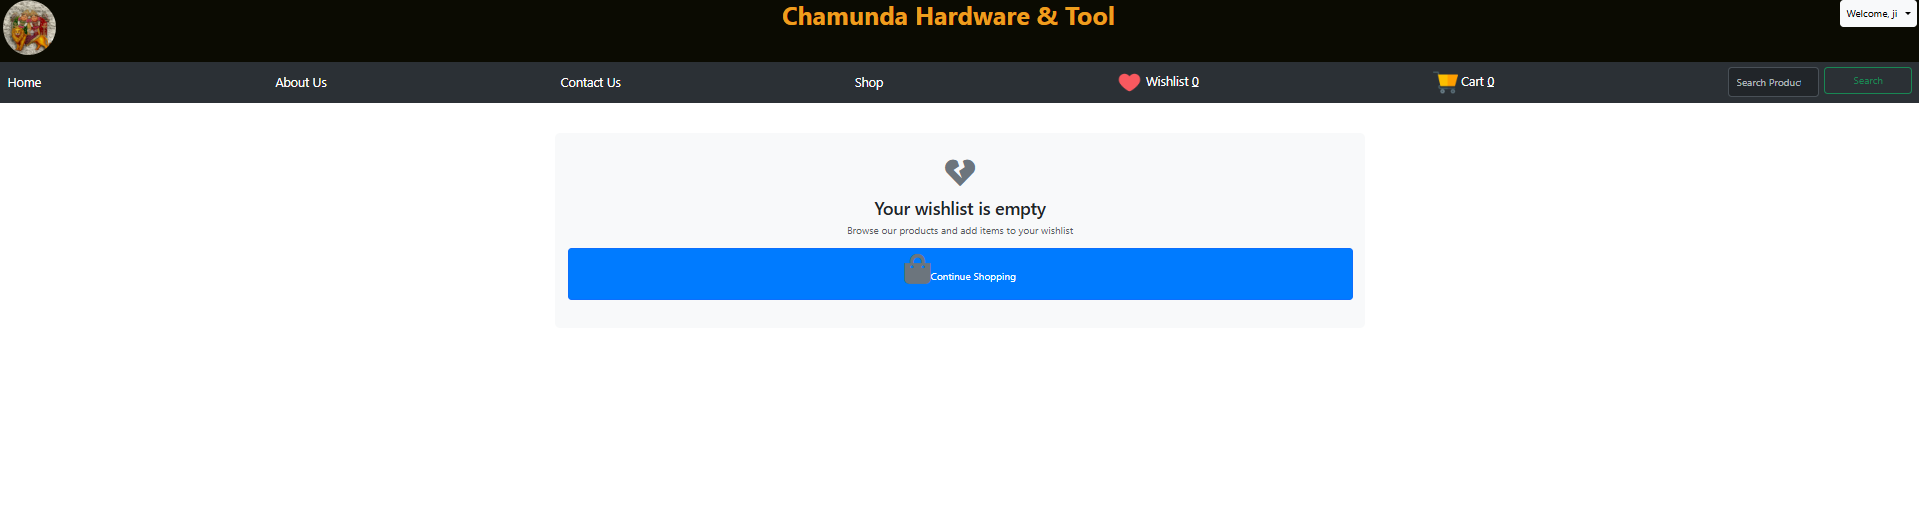 Chamunda Hardware & Tool
Welcome, ji
Home About Us Contact Us Shop Wishlist 0 Cart 0 Search Produc Search
Your wishlist is empty
Browse our products and add items to your wishlist
Continue Shopping